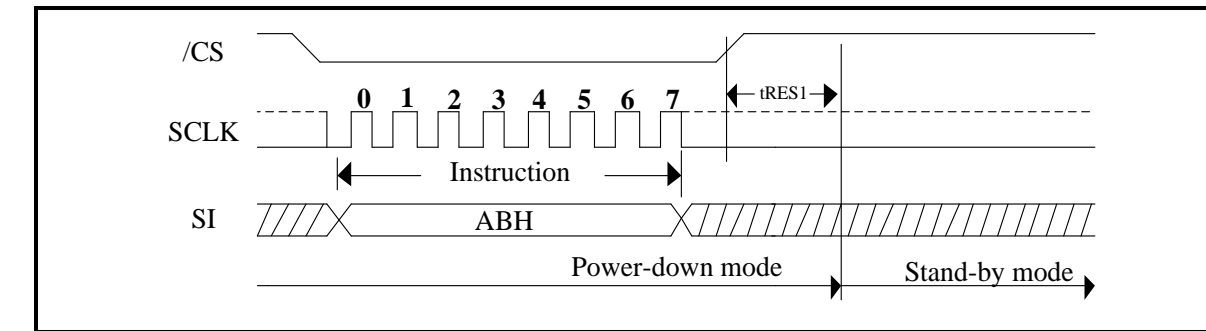 /CS
tRES1
0 1 2 3 4 5 6 7
SCLK
Instruction
SI
ABH
Power-down mode
Stand-by mode